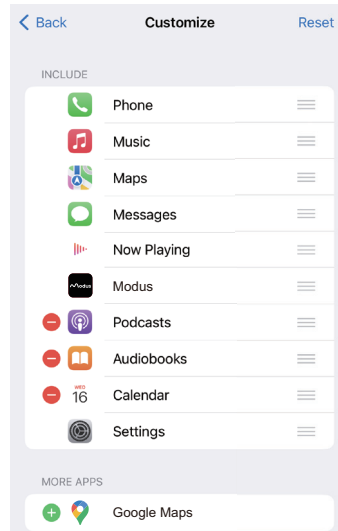 Back Customize Reset
INCLUDE
Phone
Music
Maps
Messages
Now Playing
Modus Modus
Podcasts
Audiobooks
WED
16 Calendar
Settings
MORE APPS
Google Maps